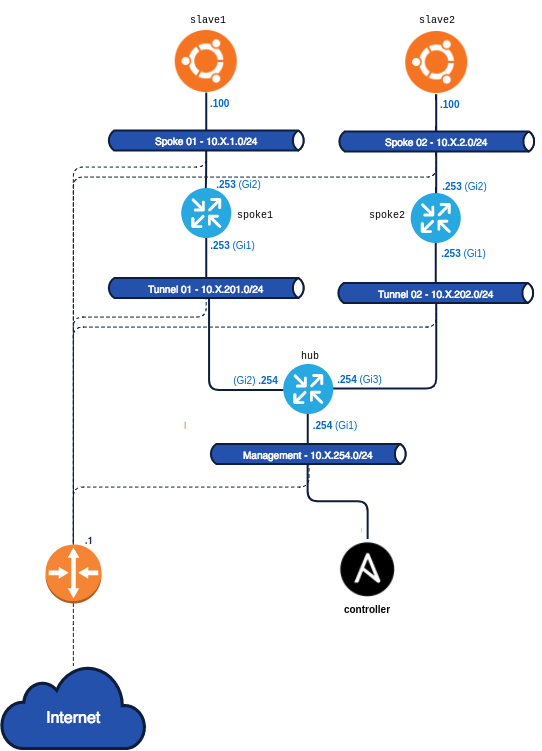 slave1
slave2
.100
.100
Spoke 01 - 10.X.1.0/24
Spoke 02 - 10.X.2.0/24
.253 (Gi2)
.253 (Gi2)
spoke1
spoke2
.253 (Gi1)
.253 (Gi1)
Tunnel 01 - 10.X.201.0/24
Tunnel 02 - 10.X.202.0/24
hub
(Gi2) .254
.254 (Gi3)
.254 (Gi1)
Management - 10.X.254.0/24
.1
controller
Internet